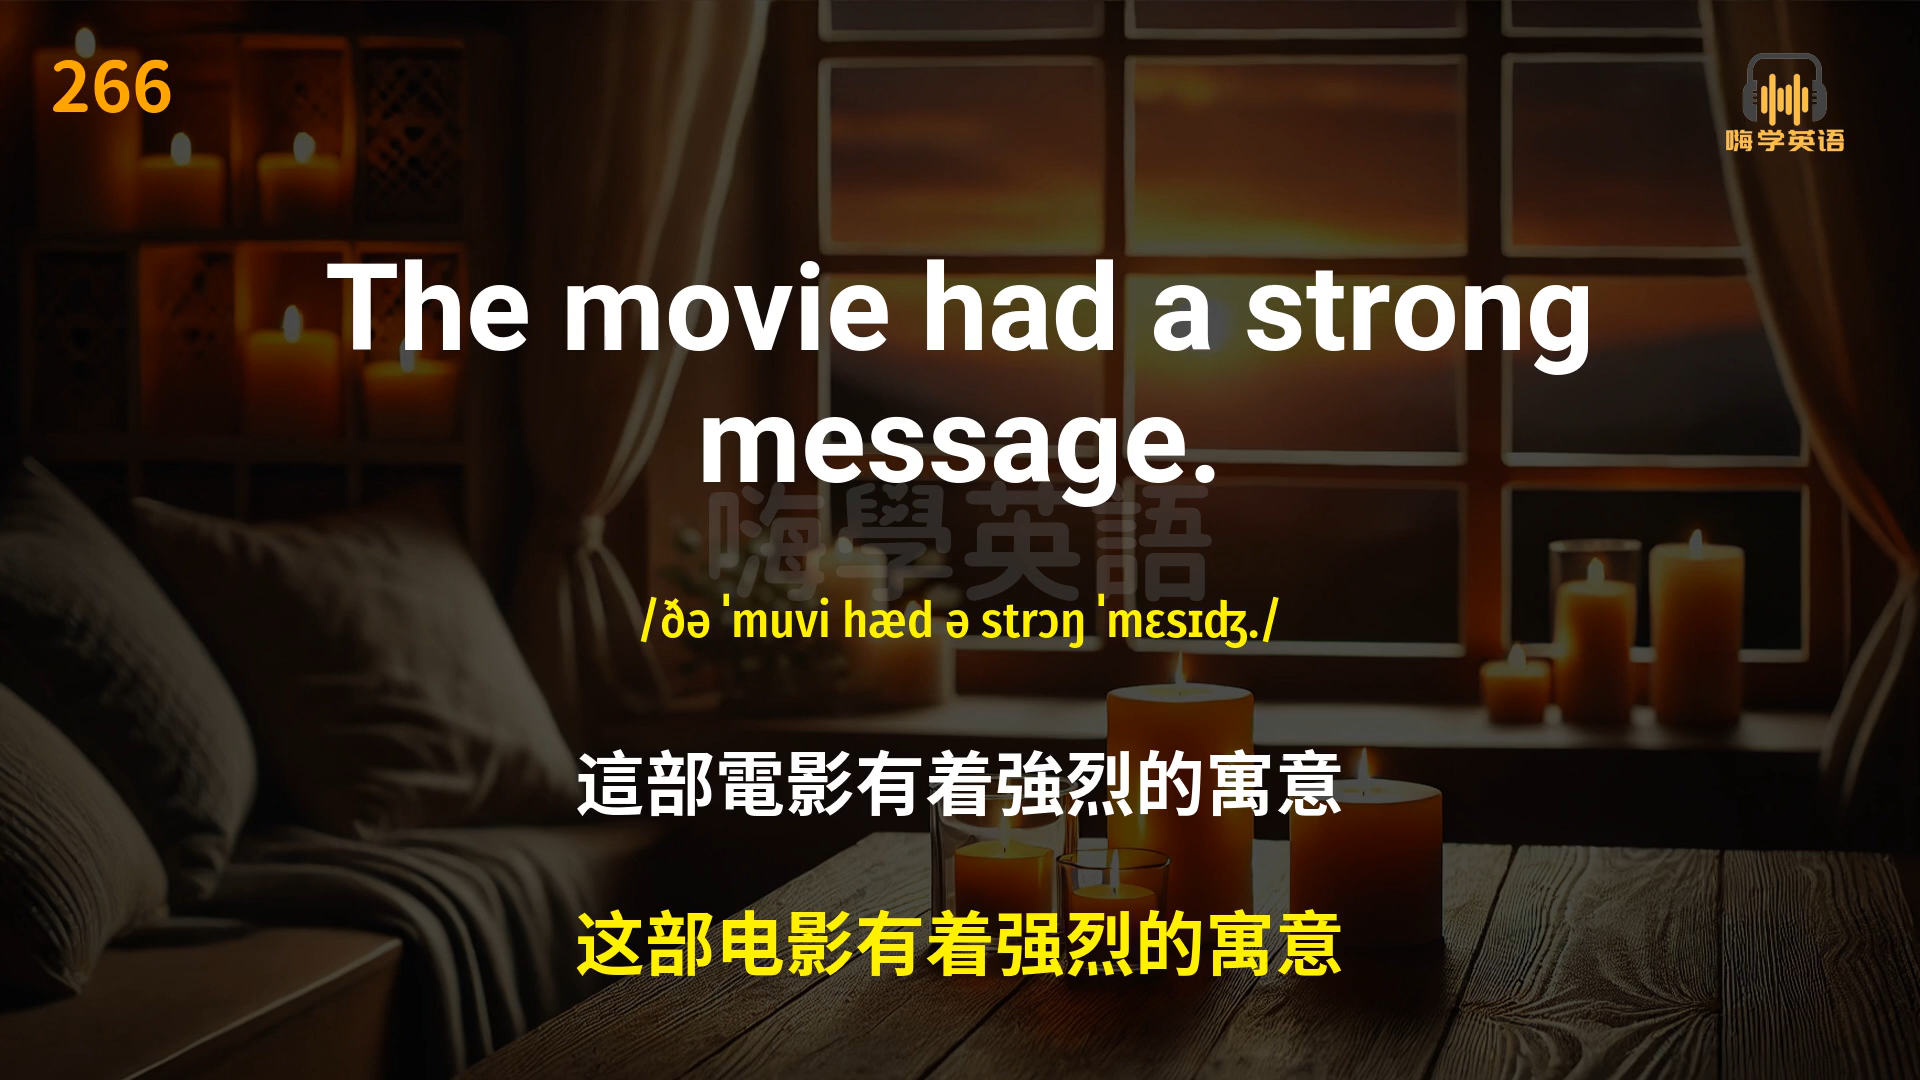 266
嗨学英语
The movie had a strong
message.
嗨學英語
/ðə ˈmuvi hæd ə strɔŋ ˈmɛsɪʤ./
這部電影有着強烈的寓意
这部电影有着强烈的寓意